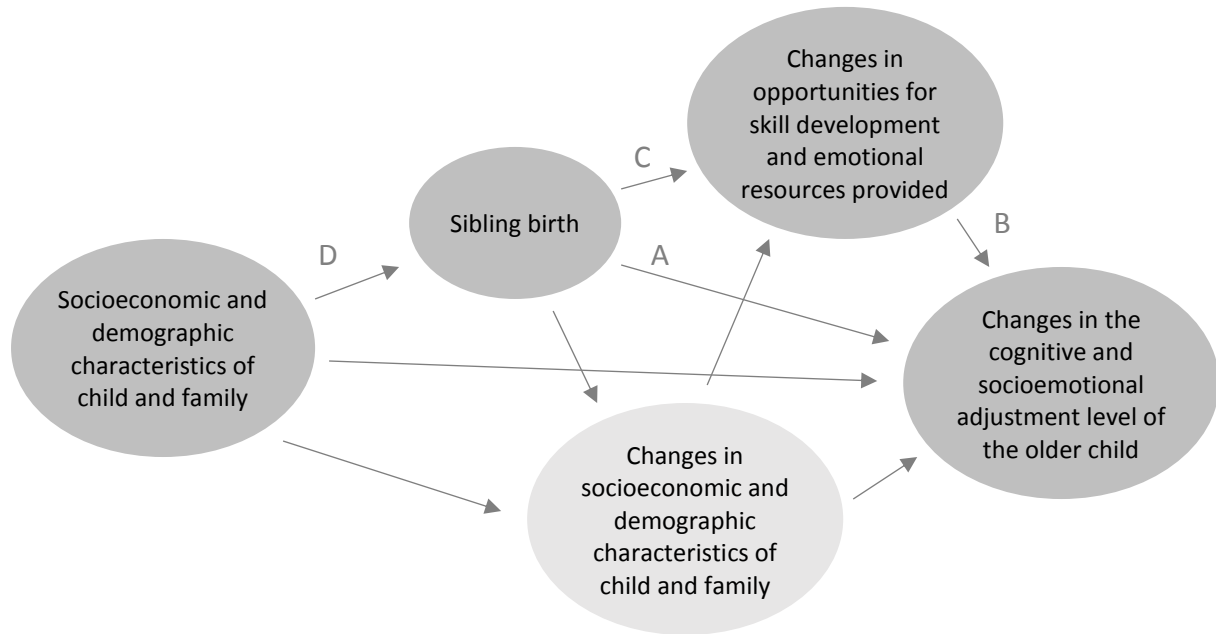 Changes in
opportunities for
skill development
and emotional
resources provided
C
B
Sibling birth
A
D
Socioeconomic and
demographic
characteristics of
child and family
Changes in the
cognitive and
socioemotional
adjustment level of
the older child
Changes in
socioeconomic and
demographic
characteristics of
child and family